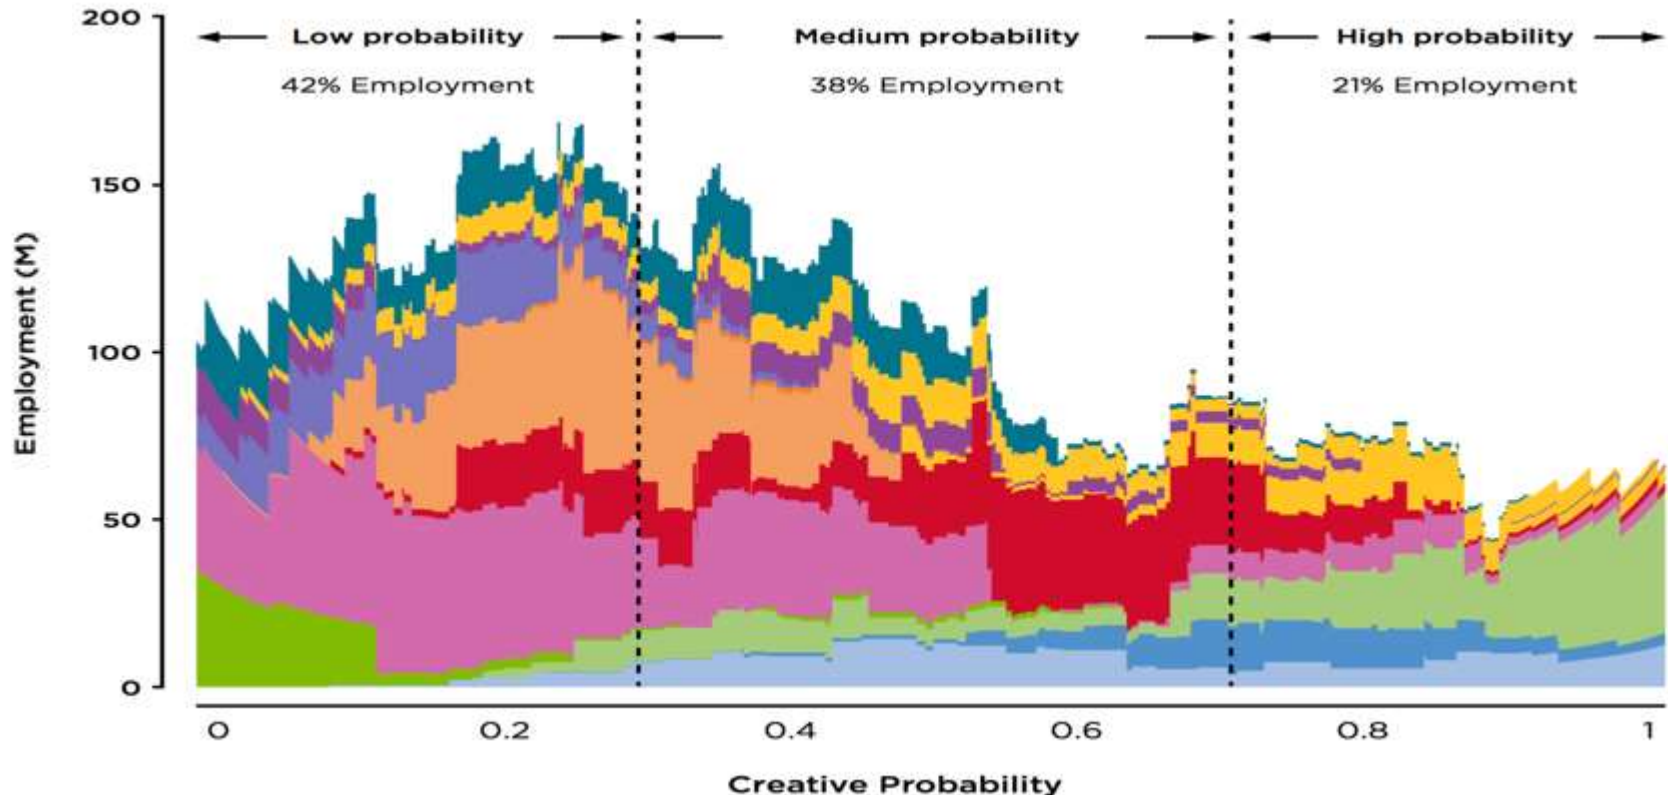 200
Low probability
Medium probability
High probability
42% Employment
38% Employment
21% Employment
150
100
50
0
Employment (M)
0 0.2 0.4 0.6 0.8 1
Creative Probability